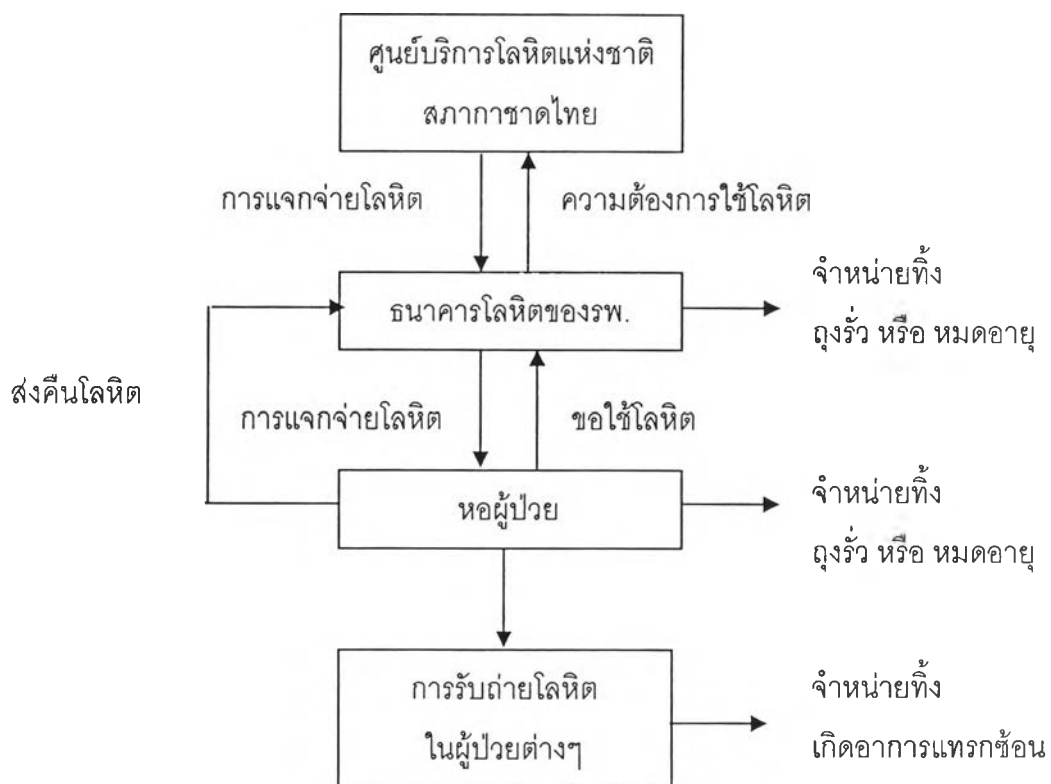 ศูนย์บริการโลหิตแห่งชาติ
สภากาชาดไทย
การแจกจ่ายโลหิต
ความต้องการใช้โลหิต
ธนาคารโลหิตของรพ.
จำหน่ายทิ้ง
ถุงรั่ว หรือ หมดอายุ
ส่งคืนโลหิต
การแจกจ่ายโลหิต
ขอใช้โลหิต
หอผู้ป่วย
จำหน่ายทิ้ง
ถุงรั่ว หรือ หมดอายุ
การรับถ่ายโลหิต
ในผู้ป่วยต่างๆ
จำหน่ายทิ้ง
เกิดอาการแทรกซ้อน